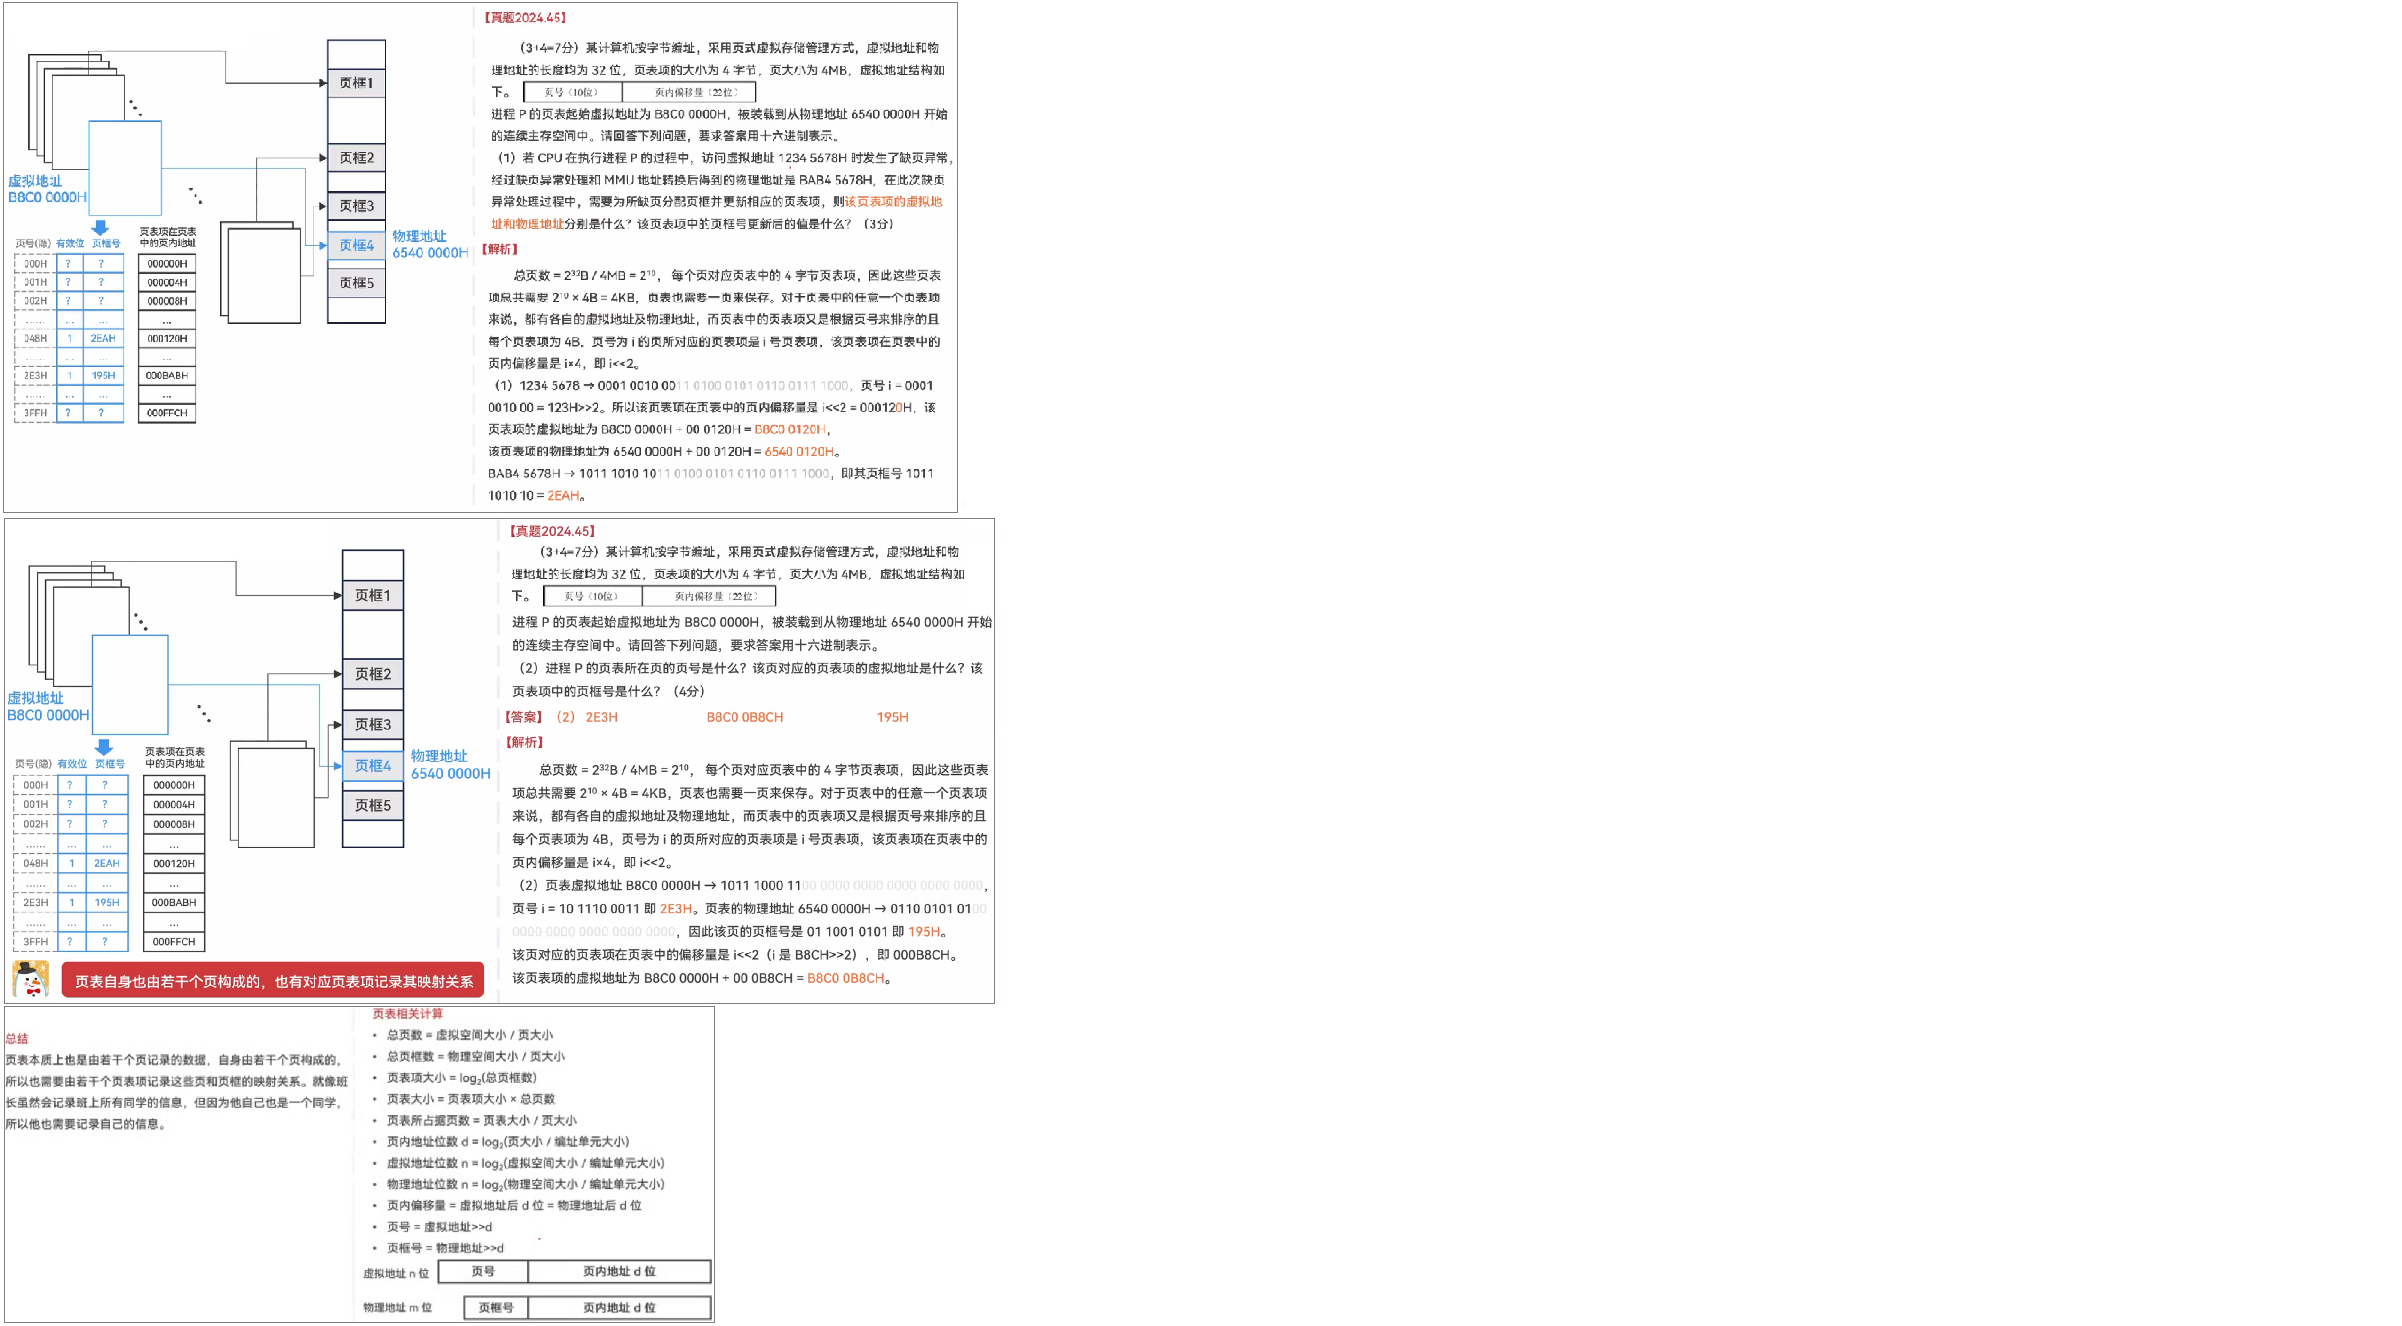 【真题2024.45】
（3+4=7分）某计算机按字节编址，采用页式虚拟存储管理方式，虚拟地址和物
理地址的长度均为 32 位，页表项的大小为 4 字节，页大小为 4MB，虚拟地址结构如
下。 页号（10位） 页内偏移量（22位）
进程 P 的页表起始虚拟地址为 B8C0 0000H，被装载到从物理地址 6540 0000H 开始
的连续主存空间中。请回答下列问题，要求答案用十六进制表示。
（1）若 CPU 在执行进程 P 的过程中，访问虚拟地址 1234 5678H 时发生了缺页异常，
经过缺页异常处理和 MMU 地址转换后得到的物理地址是 BAB4 5678H，在此次缺页
异常处理过程中，需要为所缺页分配页框并更新相应的页表项，则该页表项的虚拟地
址和物理地址分别是什么？该页表项中的页框号更新后的值是什么？（3分）
【解析】
总页数 = 2³²B / 4MB = 2¹⁰， 每个页对应页表中的 4 字节页表项，因此这些页表
项总共需要 2¹⁰ × 4B = 4KB，页表也需要一页来保存。对于页表中的任意一个页表项
来说，都有各自的虚拟地址及物理地址，而页表中的页表项又是根据页号来排序的且
每个页表项为 4B，页号为 i 的页所对应的页表项是 i 号页表项，该页表项在页表中的
页内偏移量是 i×4，即 i<<2。
（1）1234 5678 → 0001 0010 0011 0100 0101 0110 0111 1000，页号 i = 0001
0010 00 = 123H>>2。所以该页表项在页表中的页内偏移量是 i<<2 = 000120H，该
页表项的虚拟地址为 B8C0 0000H + 00 0120H = B8C0 0120H，
该页表项的物理地址为 6540 0000H + 00 0120H = 6540 0120H。
BAB4 5678H → 1011 1010 1011 0100 0101 0110 0111 1000，即其页框号 1011
1010 10 = 2EAH。
页框1
页框2
页框3
页框4
页框5
虚拟地址
B8C0 0000H
物理地址
6540 0000H
页号(隐) 有效位 页框号
页表项在页表
中的页内地址
000H ? ? 000000H
001H ? ? 000004H
002H ? ? 000008H
...... ... ... ...
048H 1 2EAH 000120H
...... ... ... ...
2E3H 1 195H 000BABH
...... ... ... ...
3FFH ? ? 000FFCH
【真题2024.45】
（3+4=7分）某计算机按字节编址，采用页式虚拟存储管理方式，虚拟地址和物
理地址的长度均为 32 位，页表项的大小为 4 字节，页大小为 4MB，虚拟地址结构如
下。 页号（10位） 页内偏移量（22位）
进程 P 的页表起始虚拟地址为 B8C0 0000H，被装载到从物理地址 6540 0000H 开始
的连续主存空间中。请回答下列问题，要求答案用十六进制表示。
（2）进程 P 的页表所在页的页号是什么？该页对应的页表项的虚拟地址是什么？该
页表项中的页框号是什么？（4分）
【答案】（2） 2E3H B8C0 0B8CH 195H
【解析】
总页数 = 2³²B / 4MB = 2¹⁰， 每个页对应页表中的 4 字节页表项，因此这些页表
项总共需要 2¹⁰ × 4B = 4KB，页表也需要一页来保存。对于页表中的任意一个页表项
来说，都有各自的虚拟地址及物理地址，而页表中的页表项又是根据页号来排序的且
每个页表项为 4B，页号为 i 的页所对应的页表项是 i 号页表项，该页表项在页表中的
页内偏移量是 i×4，即 i<<2。
（2）页表虚拟地址 B8C0 0000H → 1011 1000 1100 0000 0000 0000 0000 0000，
页号 i = 10 1110 0011 即 2E3H。页表的物理地址 6540 0000H → 0110 0101 0100
0000 0000 0000 0000 0000，因此该页的页框号是 01 1001 0101 即 195H。
该页对应的页表项在页表中的偏移量是 i<<2（i 是 B8CH>>2），即 000B8CH。
该页表项的虚拟地址为 B8C0 0000H + 00 0B8CH = B8C0 0B8CH。
页框1
页框2
页框3
页框4
页框5
虚拟地址
B8C0 0000H
物理地址
6540 0000H
页号(隐) 有效位 页框号
页表项在页表
中的页内地址
000H ? ? 000000H
001H ? ? 000004H
002H ? ? 000008H
...... ... ... ...
048H 1 2EAH 000120H
...... ... ... ...
2E3H 1 195H 000BABH
...... ... ... ...
3FFH ? ? 000FFCH
页表自身也由若干个页构成的，也有对应页表项记录其映射关系
总结
页表本质上也是由若干个页记录的数据，自身由若干个页构成的，
所以也需要由若干个页表项记录这些页和页框的映射关系。就像班
长虽然会记录班上所有同学的信息，但因为他自己也是一个同学，
所以他也需要记录自己的信息。
页表相关计算
• 总页数 = 虚拟空间大小 / 页大小
• 总页框数 = 物理空间大小 / 页大小
• 页表项大小 = log₂(总页框数)
• 页表大小 = 页表项大小 × 总页数
• 页表所占据页数 = 页表大小 / 页大小
• 页内地址位数 d = log₂(页大小 / 编址单元大小)
• 虚拟地址位数 n = log₂(虚拟空间大小 / 编址单元大小)
• 物理地址位数 n = log₂(物理空间大小 / 编址单元大小)
• 页内偏移量 = 虚拟地址后 d 位 = 物理地址后 d 位
• 页号 = 虚拟地址>>d
• 页框号 = 物理地址>>d
虚拟地址 n 位 页号 页内地址 d 位
物理地址 m 位 页框号 页内地址 d 位